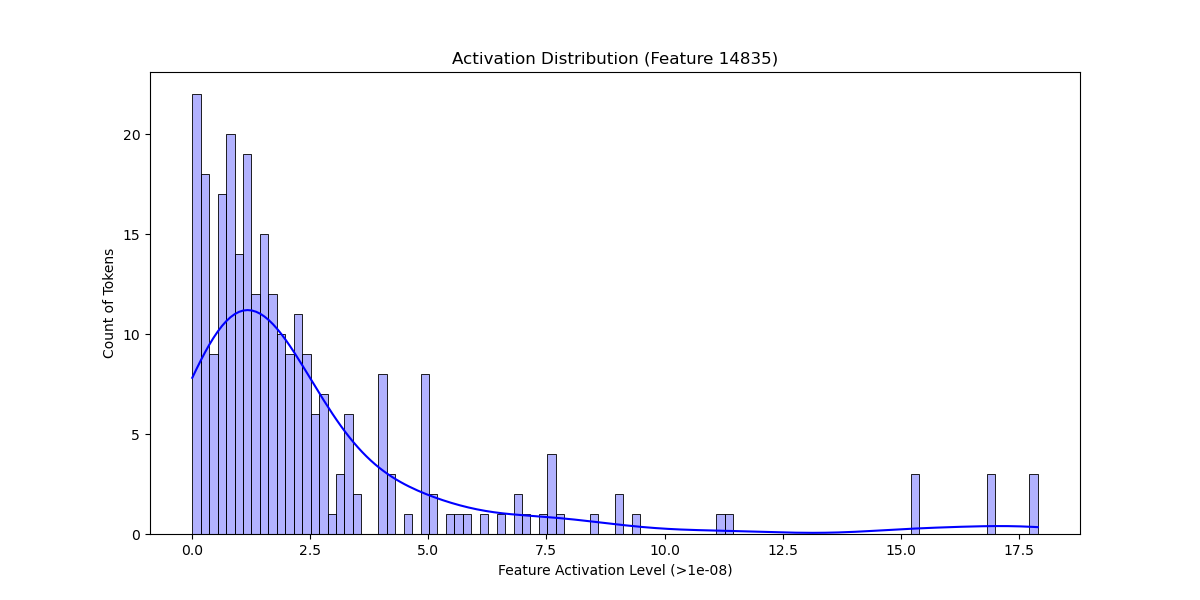 Activation Distribution (Feature 14835)
Count of Tokens
20
15
10
5
0
0.0 2.5 5.0 7.5 10.0 12.5 15.0 17.5
Feature Activation Level (>1e-08)